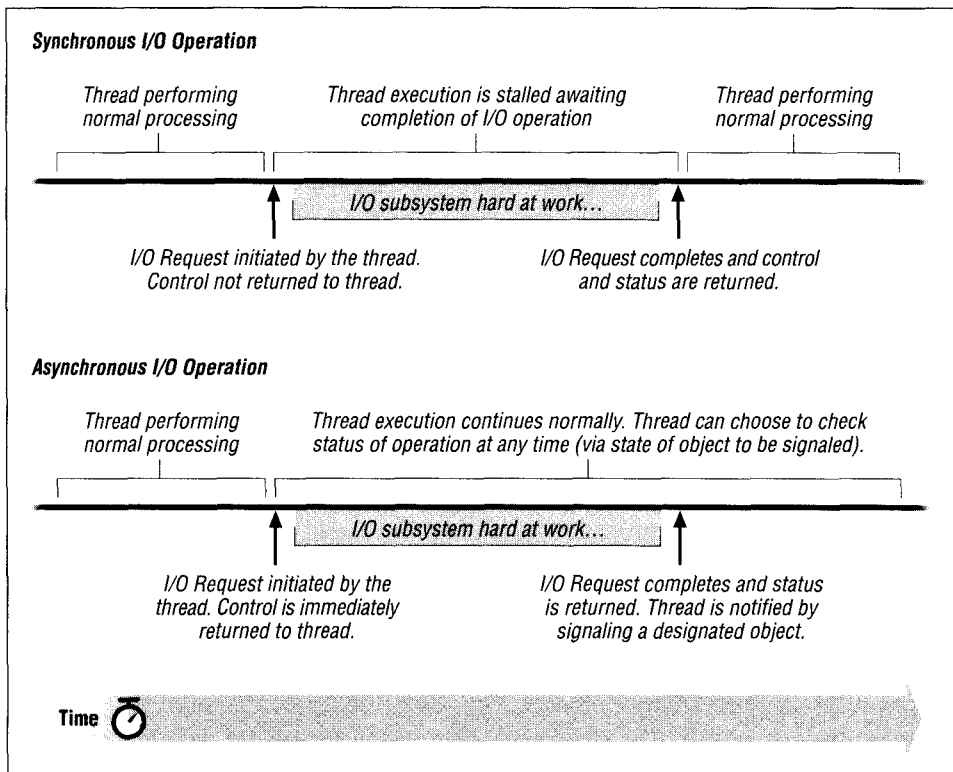 Synchronous I/O Operation
Thread performing
normal processing
Thread execution is stalled awaiting
completion of I/O operation
Thread performing
normal processing
I/O subsystem hard at work...
I/O Request initiated by the thread.
Control not returned to thread.
I/O Request completes and control
and status are returned.
Asynchronous I/O Operation
Thread performing
normal processing
Thread execution continues normally. Thread can choose to check
status of operation at any time (via state of object to be signaled).
I/O subsystem hard at work...
I/O Request initiated by the
thread. Control is immediately
returned to thread.
I/O Request completes and status
is returned. Thread is notified by
signaling a designated object.
Time